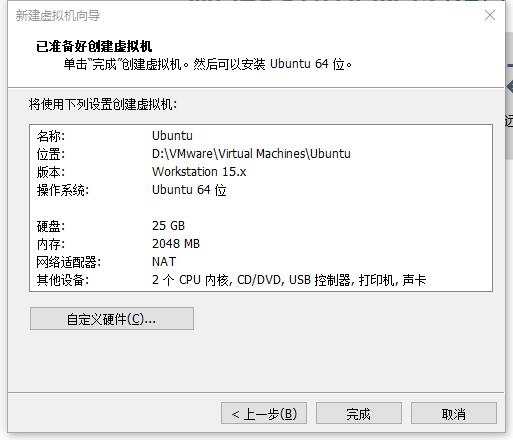 新建虚拟机向导
已准备好创建虚拟机
单击“完成”创建虚拟机。然后可以安装 Ubuntu 64 位。
将使用下列设置创建虚拟机:
名称: Ubuntu
位置: D:\VMware\Virtual Machines\Ubuntu
版本: Workstation 15.x
操作系统: Ubuntu 64 位
硬盘: 25 GB
内存: 2048 MB
网络适配器: NAT
其他设备: 2 个 CPU 内核, CD/DVD, USB 控制器, 打印机, 声卡
自定义硬件(C)...
< 上一步(B) 完成 取消